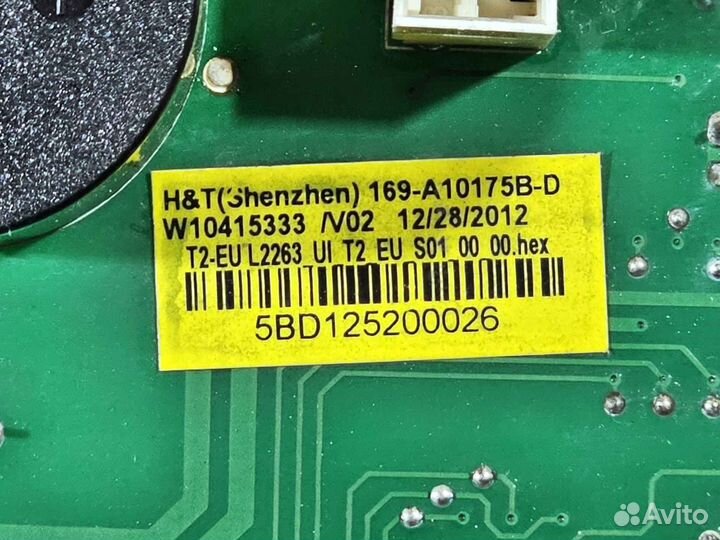 H&T(Shenzhen) 169-A10175B-D
W10415333 /V02 12/28/2012
T2-EU L2263 UI T2 EU S01 00 00.hex
5BD125200026
Avito